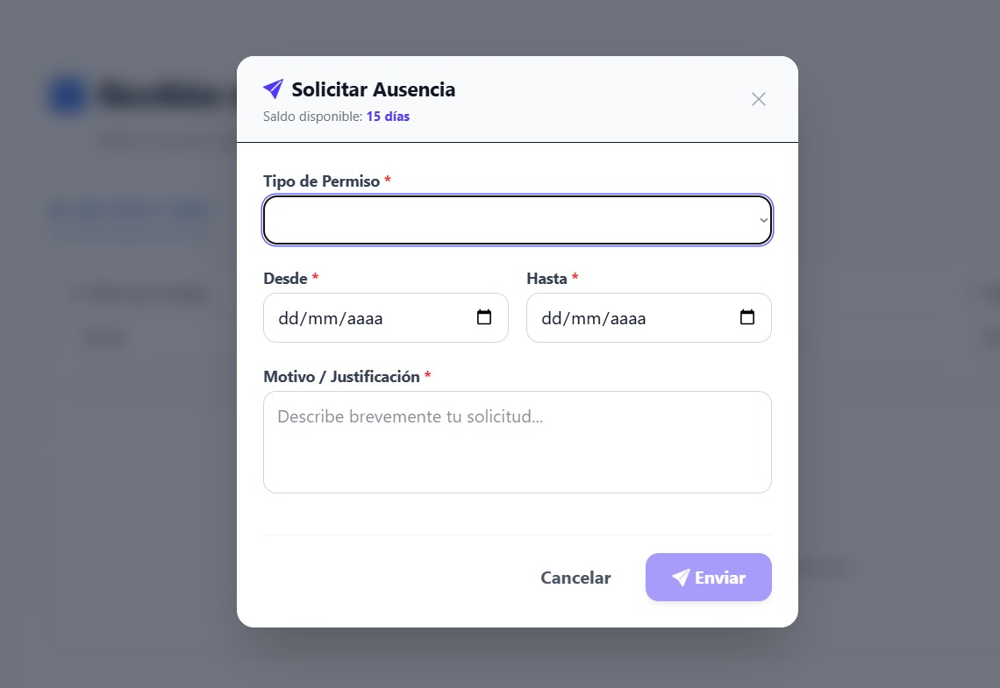 Solicitar Ausencia
Saldo disponible: 15 días
Tipo de Permiso *
Desde *
Hasta *
dd/mm/aaaa
dd/mm/aaaa
Motivo / Justificación *
Describe brevemente tu solicitud...
Cancelar
Enviar